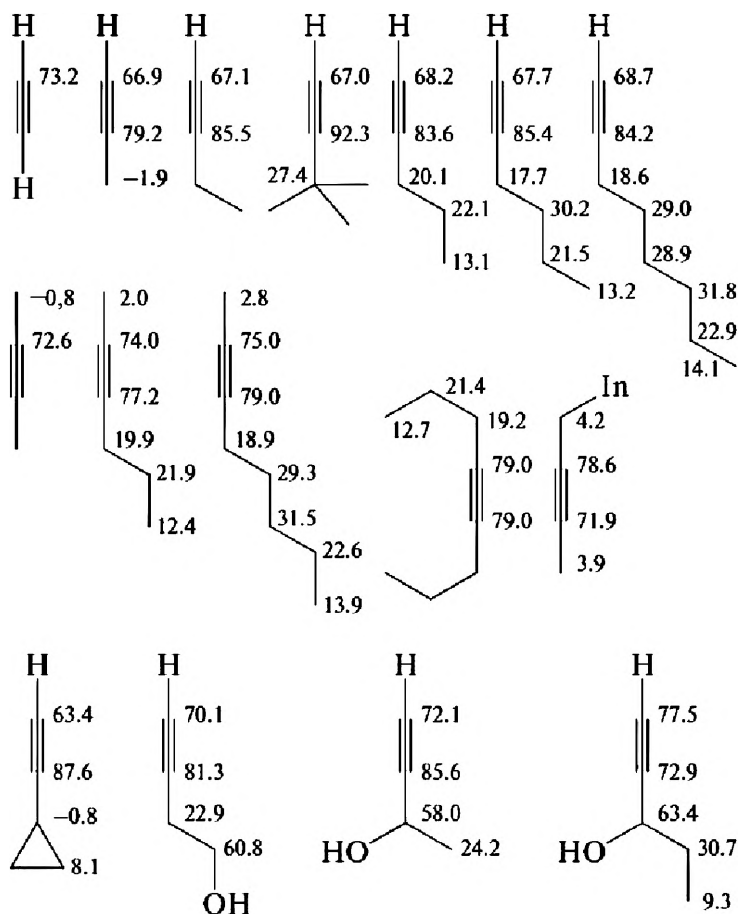 H H H H H H H
73.2 66.9 67.1 67.0 68.2 67.7 68.7
79.2 85.5 92.3 83.6 85.4 84.2
H −1.9 27.4 20.1 17.7 18.6
22.1 30.2 29.0
13.1 21.5 28.9
13.2 31.8
22.9
14.1
−0,8 2.0 2.8
72.6 74.0 75.0
77.2 79.0
19.9 18.9
21.9 29.3
12.4 31.5
22.6
13.9
In
21.4 4.2
12.7 19.2
79.0 78.6
79.0 71.9
3.9
H H H H
63.4 70.1 72.1 77.5
87.6 81.3 85.6 72.9
−0.8 22.9 58.0 63.4
8.1 60.8 HO 24.2 HO 30.7
OH 9.3